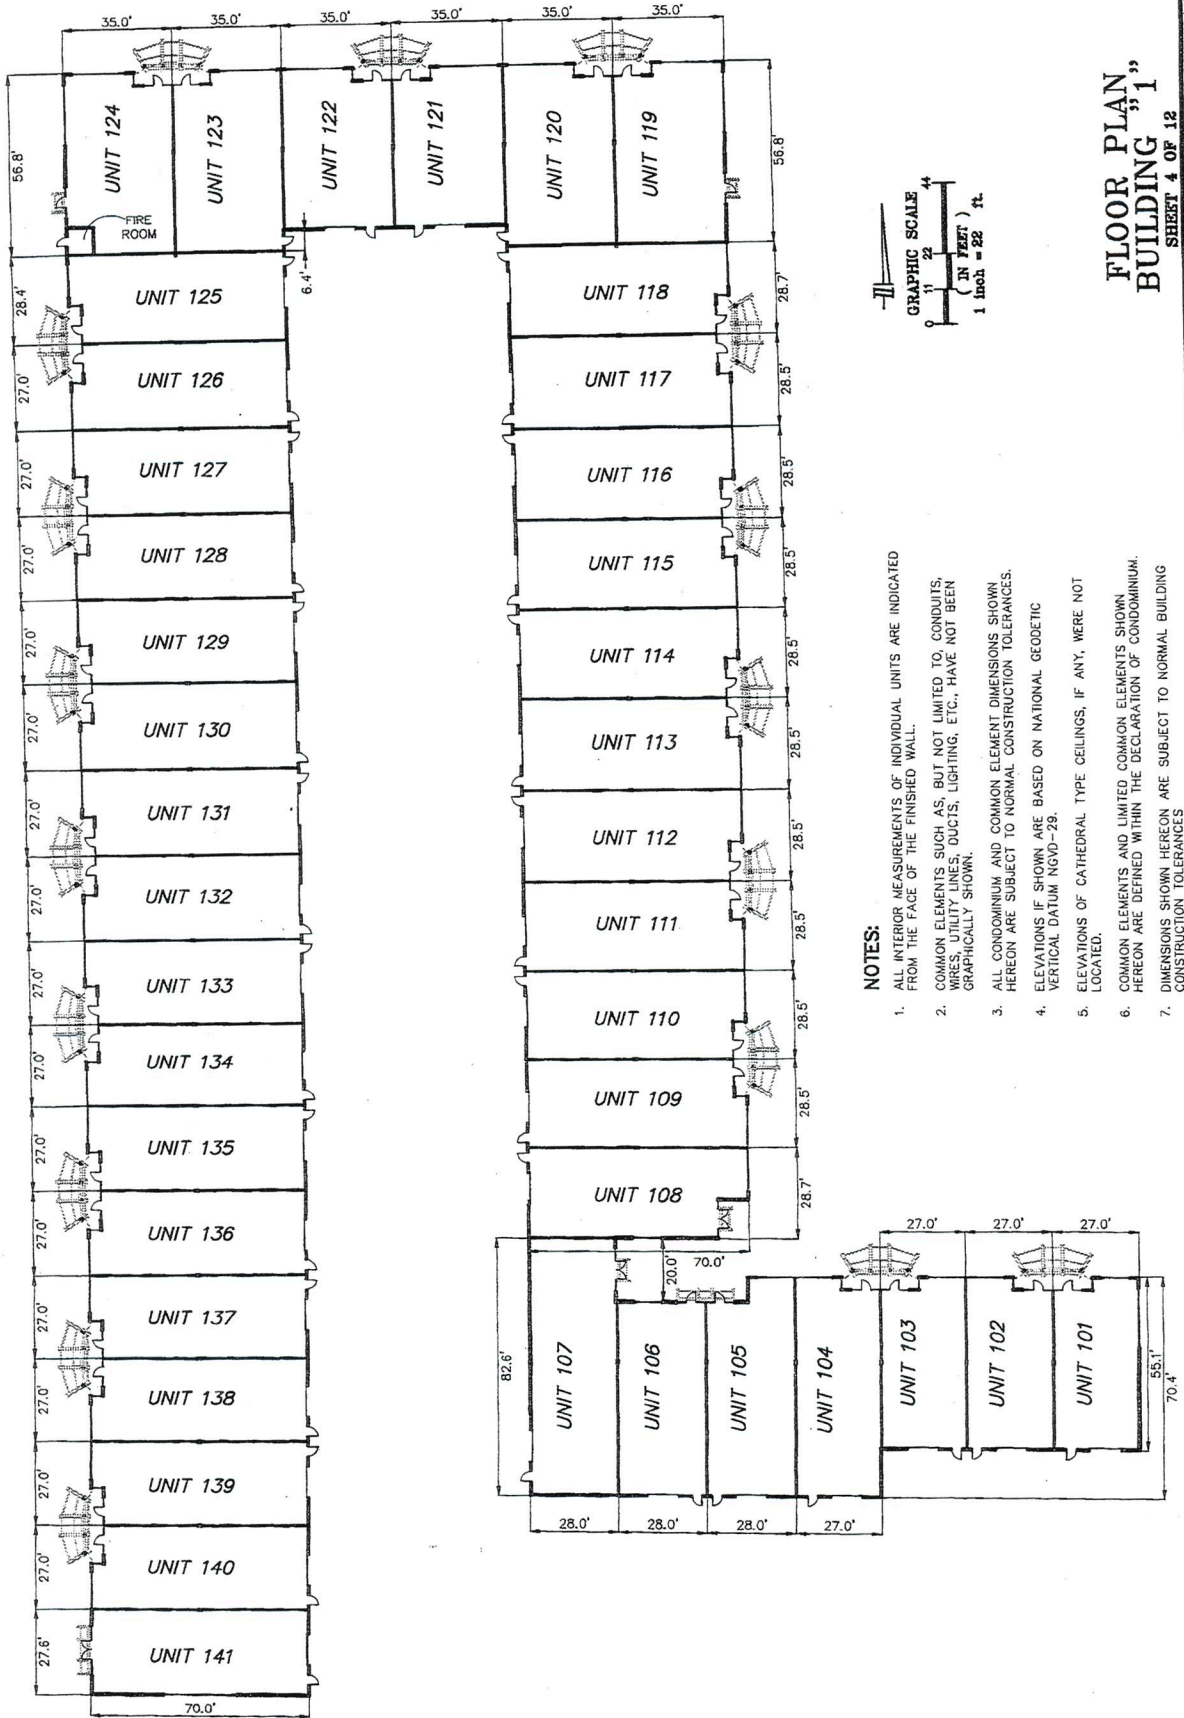 35.0' 35.0' 35.0' 35.0' 35.0' 35.0'
56.8'
UNIT 124
UNIT 123
UNIT 122
UNIT 121
UNIT 120
UNIT 119
56.8'
FIRE
ROOM
6.4'
28.4'
UNIT 125
27.0'
UNIT 126
27.0'
UNIT 127
27.0'
UNIT 128
27.0'
UNIT 129
27.0'
UNIT 130
27.0'
UNIT 131
27.0'
UNIT 132
27.0'
UNIT 133
27.0'
UNIT 134
27.0'
UNIT 135
27.0'
UNIT 136
27.0'
UNIT 137
27.0'
UNIT 138
27.0'
UNIT 139
27.0'
UNIT 140
27.6'
UNIT 141
70.0'
UNIT 118
28.7'
UNIT 117
28.5'
UNIT 116
28.5'
UNIT 115
28.5'
UNIT 114
28.5'
UNIT 113
28.5'
UNIT 112
28.5'
UNIT 111
28.5'
UNIT 110
28.5'
UNIT 109
28.5'
UNIT 108
28.7'
70.0'
20.0'
82.6'
UNIT 107
UNIT 106
UNIT 105
UNIT 104
UNIT 103
UNIT 102
UNIT 101
27.0' 27.0' 27.0'
55.1'
70.4'
28.0' 28.0' 28.0' 27.0'
GRAPHIC SCALE
0 11 22 44
( IN FEET )
1 inch = 22 ft.
FLOOR PLAN
BUILDING "1"
SHEET 4 OF 12
NOTES:
1. ALL INTERIOR MEASUREMENTS OF INDIVIDUAL UNITS ARE INDICATED
FROM THE FACE OF THE FINISHED WALL.
2. COMMON ELEMENTS SUCH AS, BUT NOT LIMITED TO, CONDUITS,
WIRES, UTILITY LINES, DUCTS, LIGHTING, ETC., HAVE NOT BEEN
GRAPHICALLY SHOWN.
3. ALL CONDOMINIUM AND COMMON ELEMENT DIMENSIONS SHOWN
HEREON ARE SUBJECT TO NORMAL CONSTRUCTION TOLERANCES.
4. ELEVATIONS IF SHOWN ARE BASED ON NATIONAL GEODETIC
VERTICAL DATUM NGVD-29.
5. ELEVATIONS OF CATHEDRAL TYPE CEILINGS, IF ANY, WERE NOT
LOCATED.
6. COMMON ELEMENTS AND LIMITED COMMON ELEMENTS SHOWN
HEREON ARE DEFINED WITHIN THE DECLARATION OF CONDOMINIUM.
7. DIMENSIONS SHOWN HEREON ARE SUBJECT TO NORMAL BUILDING
CONSTRUCTION TOLERANCES